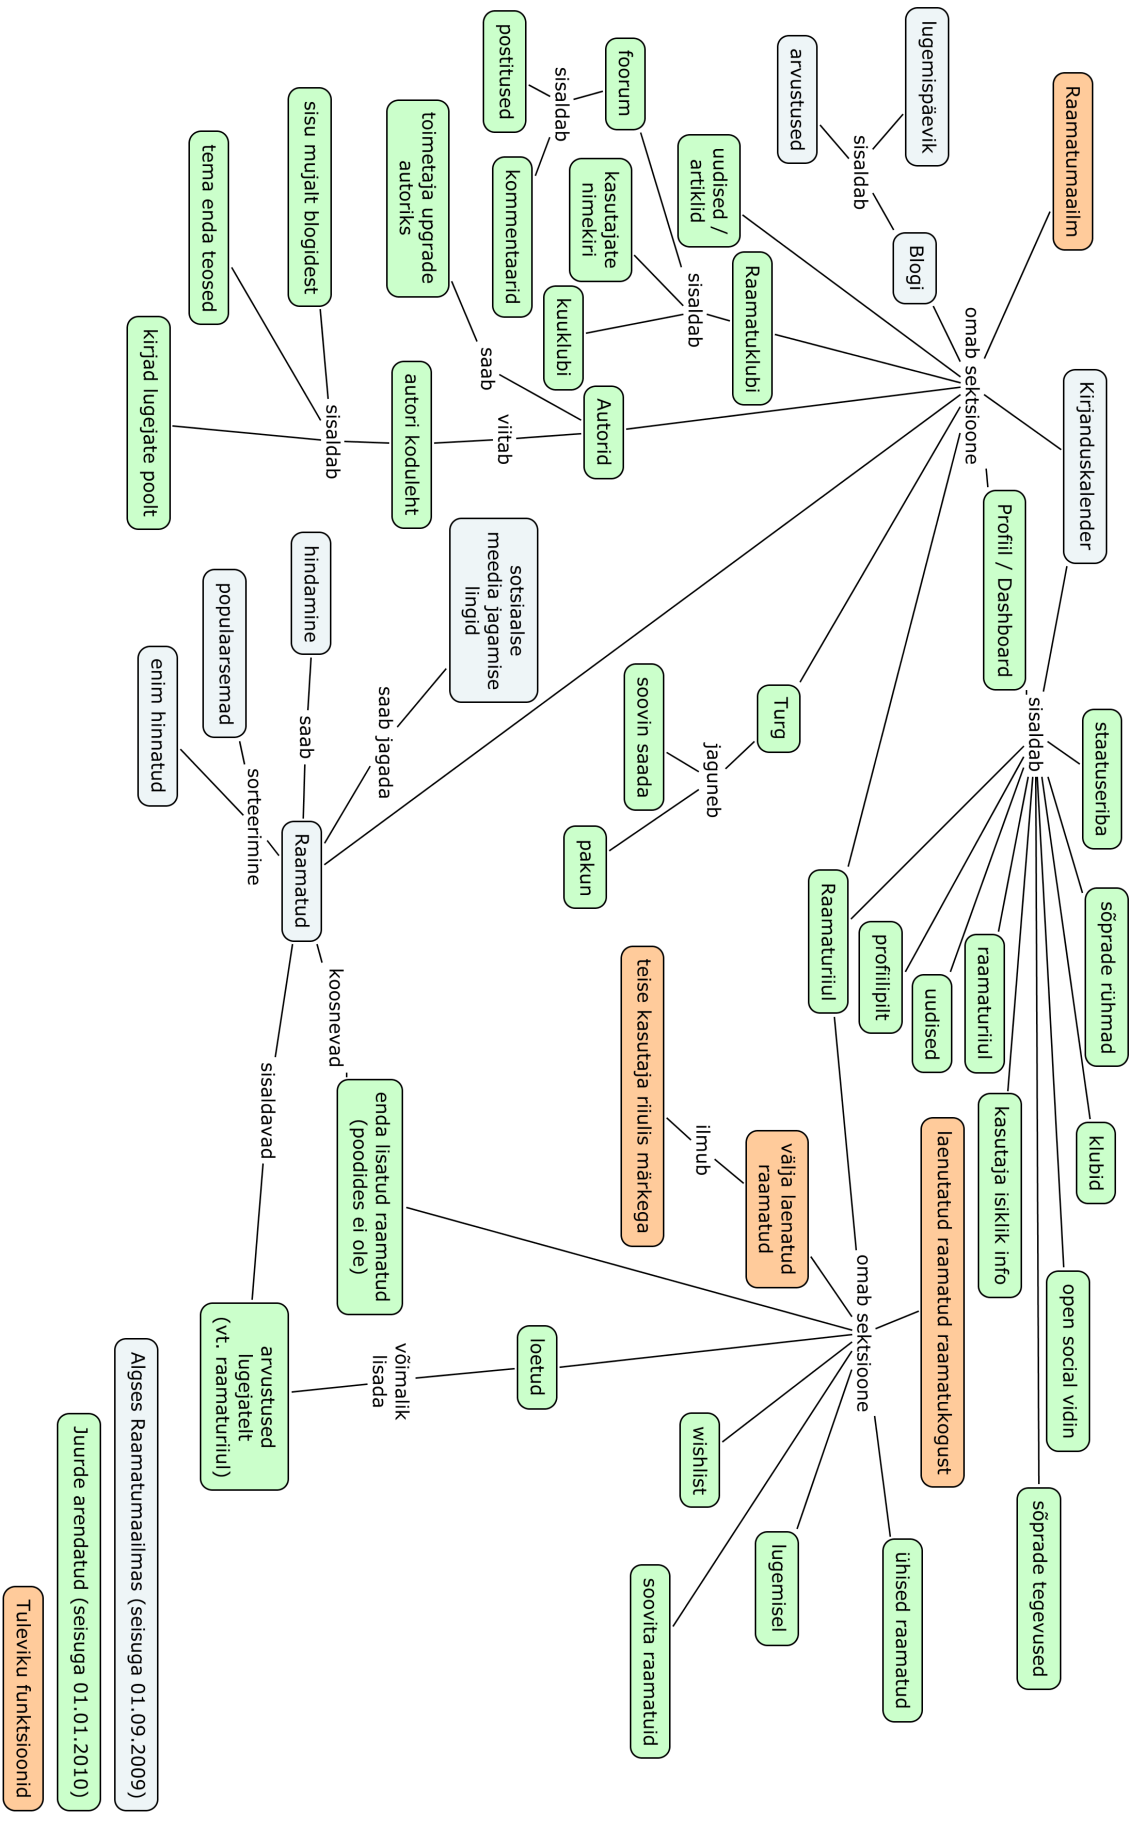 Raamatumaailm
omab sektsioone
lugemispäevik
arvustused
sisaldab
Blogi
Kirjanduskalender
Profiil / Dashboard
sisaldab
staatuseriba
sõprade rühmad
klubid
open social vidin
sõprade tegevused
kasutaja isiklik info
raamaturiiul
uudised
profiilipilt
Raamaturiiul
uudised /
artiklid
Raamatuklubi
sisaldab
foorum
kasutajate
nimekiri
kuuklubi
sisaldab
postitused
kommentaarid
Autorid
saab
toimetaja upgrade
autoriks
viitab
autori koduleht
sisaldab
sisu mujalt blogidest
tema enda teosed
kirjad lugejate poolt
Turg
jaguneb
soovin saada
pakun
sotsiaalse
meedia jagamise
lingid
saab jagada
hindamine
saab
populaarsemad
enim hinnatud
sorteerimine
Raamatud
koosnevad
sisaldavad
enda lisatud raamatud
(poodides ei ole)
arvustused
lugejatelt
(vt. raamaturiiul)
võimalik
lisada
loetud
omab sektsioone
laenutatud raamatud raamatukogust
välja laenatud
raamatud
ilmub
teise kasutaja riiulis märkega
wishlist
soovita raamatuid
lugemisel
ühised raamatud
Algses Raamatumaailmas (seisuga 01.09.2009)
Juurde arendatud (seisuga 01.01.2010)
Tuleviku funktsioonid